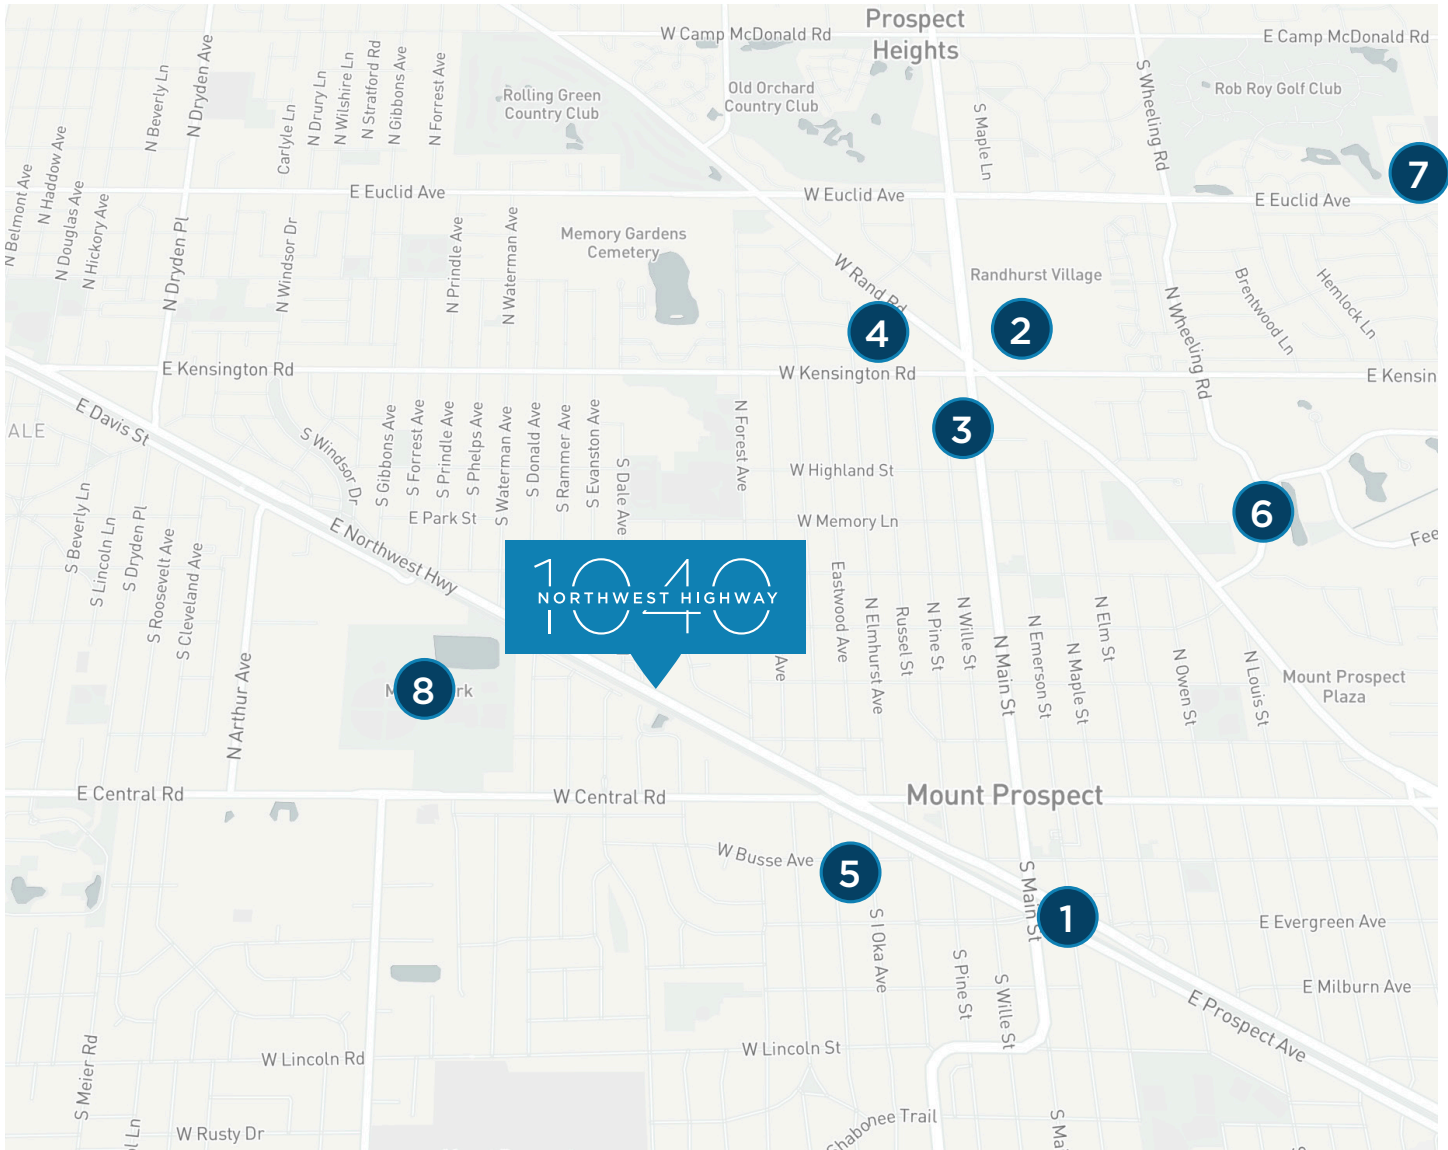 Prospect
Heights
W Camp McDonald Rd
E Camp McDonald Rd
N Beverly Ln
N Dryden Ave
Carlyle Ln
N Drury Ln
N Wilshire Ln
N Stratford Rd
N Gibbons Ave
N Forrest Ave
Rolling Green
Country Club
Old Orchard
Country Club
S Maple Ln
S Wheeling Rd
Rob Roy Golf Club
7
N Belmont Ave
N Haddow Ave
N Douglas Ave
N Hickory Ave
E Euclid Ave
W Euclid Ave
E Euclid Ave
N Dryden Pl
N Windsor Dr
N Prindle Ave
N Waterman Ave
Memory Gardens
Cemetery
W Rand Rd
Randhurst Village
N Wheeling Rd
Brentwood Ln
Hemlock Ln
4
2
E Kensington Rd
W Kensington Rd
E Kensin
E Davis St
ALE
S Windsor Dr
S Gibbons Ave
S Forrest Ave
S Prindle Ave
S Phelps Ave
S Waterman Ave
S Donald Ave
S Rammer Ave
S Evanston Ave
S Dale Ave
N Forest Ave
3
W Highland St
E Park St
W Memory Ln
6
Fee
S Beverly Ln
S Lincoln Ln
S Dryden Pl
S Roosevelt Ave
S Cleveland Ave
E Northwest Hwy
1040
NORTHWEST HIGHWAY
Ave
Eastwood Ave
N Elmhurst Ave
Russel St
N Pine St
N Wille St
N Main St
N Emerson St
N Maple St
N Elm St
N Owen St
N Louis St
Mount Prospect
Plaza
N Arthur Ave
M
8
rk
E Central Rd
W Central Rd
Mount Prospect
W Busse Ave
5
S I Oka Ave
S Main St
1
E Evergreen Ave
S Pine St
S Wille St
E Milburn Ave
E Prospect Ave
S Meier Rd
W Lincoln Rd
W Lincoln St
ol Ln
W Rusty Dr
Shabonee Trail
S Ma